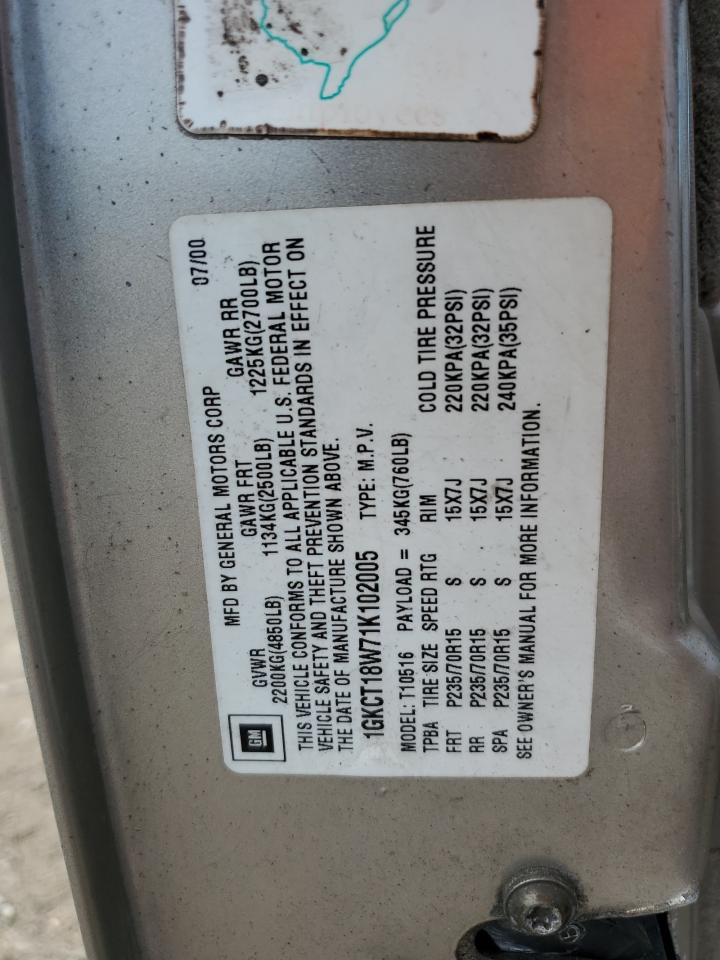 ployees
MFD BY GENERAL MOTORS CORP 07/00
GVWR GAWR FRT GAWR RR
2200KG(4850LB) 1134KG(2500LB) 1225KG(2700LB)
THIS VEHICLE CONFORMS TO ALL APPLICABLE U.S. FEDERAL MOTOR
VEHICLE SAFETY AND THEFT PREVENTION STANDARDS IN EFFECT ON
THE DATE OF MANUFACTURE SHOWN ABOVE.
1GKCT18W71K102005 TYPE: M.P.V.
MODEL: T10516 PAYLOAD = 345KG(760LB)
TPBA TIRE SIZE SPEED RTG RIM COLD TIRE PRESSURE
FRT P235/70R15 S 15X7J 220KPA(32PSI)
RR P235/70R15 S 15X7J 220KPA(32PSI)
SPA P235/70R15 S 15X7J 240KPA(35PSI)
SEE OWNER'S MANUAL FOR MORE INFORMATION.
GM